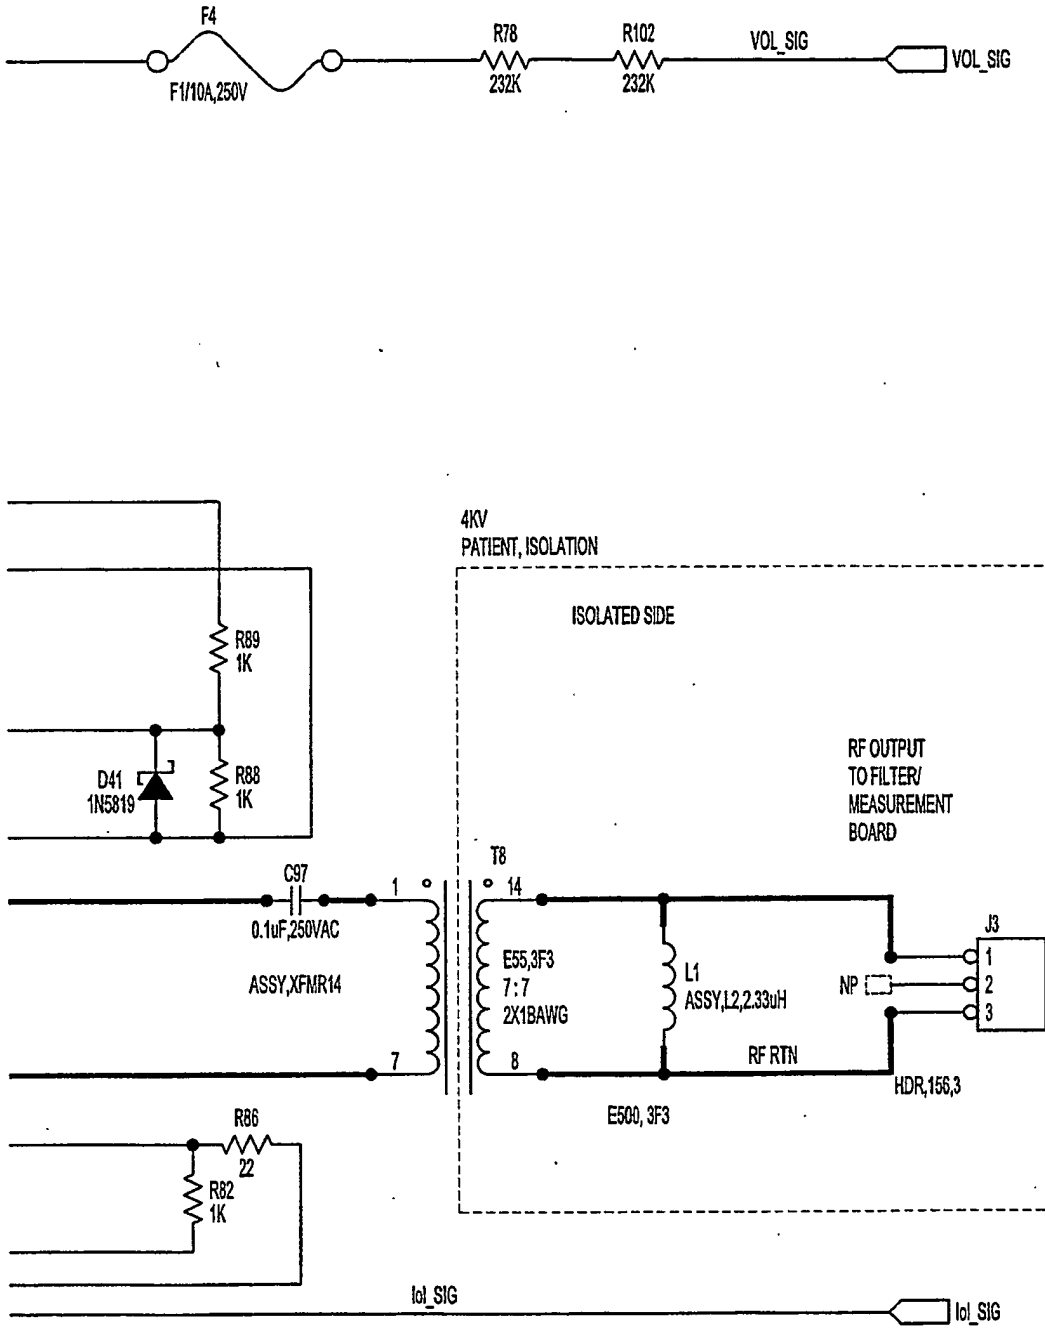 F4
F1/10A,250V
R78
232K
R102
232K
VOL_SIG
VOL_SIG
4KV
PATIENT, ISOLATION
ISOLATED SIDE
R89
1K
D41
1N5819
R88
1K
RF OUTPUT
TO FILTER/
MEASUREMENT
BOARD
C97
0.1uF,250VAC
ASSY,XFMR14
1
7
T8
14
E55,3F3
7:7
2X1BAWG
8
L1
ASSY,L2,2.33uH
NP
J3
1
2
3
RF RTN
HDR,156,3
E500, 3F3
R86
22
R82
1K
IoI_SIG
IoI_SIG